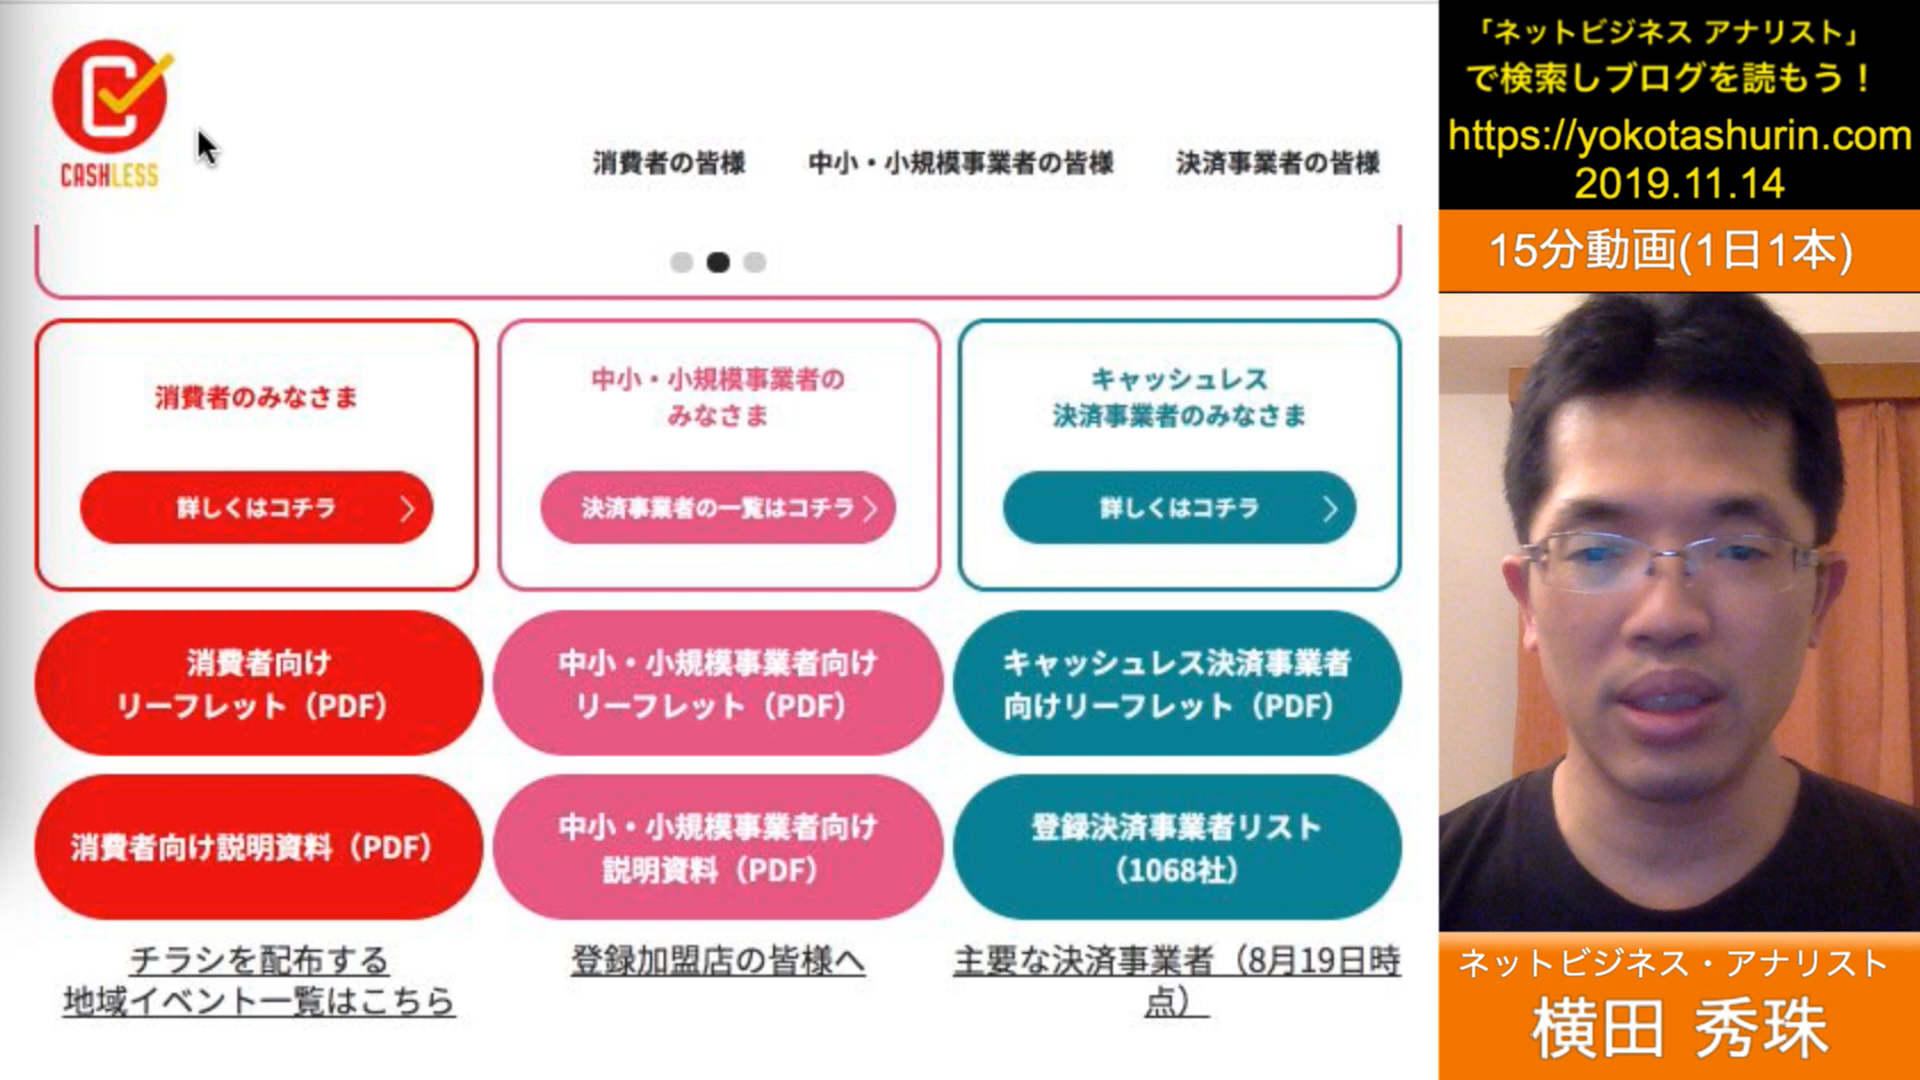 CASHLESS
消費者の皆様
中小・小規模事業者の皆様
決済事業者の皆様
消費者のみなさま
詳しくはコチラ
中小・小規模事業者の
みなさま
決済事業者の一覧はコチラ
キャッシュレス
決済事業者のみなさま
詳しくはコチラ
消費者向け
リーフレット（PDF）
中小・小規模事業者向け
リーフレット（PDF）
キャッシュレス決済事業者
向けリーフレット（PDF）
消費者向け説明資料（PDF）
中小・小規模事業者向け
説明資料（PDF）
登録決済事業者リスト
（1068社）
チラシを配布する
地域イベント一覧はこちら
登録加盟店の皆様へ
主要な決済事業者（8月19日時
点）
「ネットビジネス アナリスト」
で検索しブログを読もう！
https://yokotashurin.com
2019.11.14
15分動画(1日1本)
ネットビジネス・アナリスト
横田 秀珠